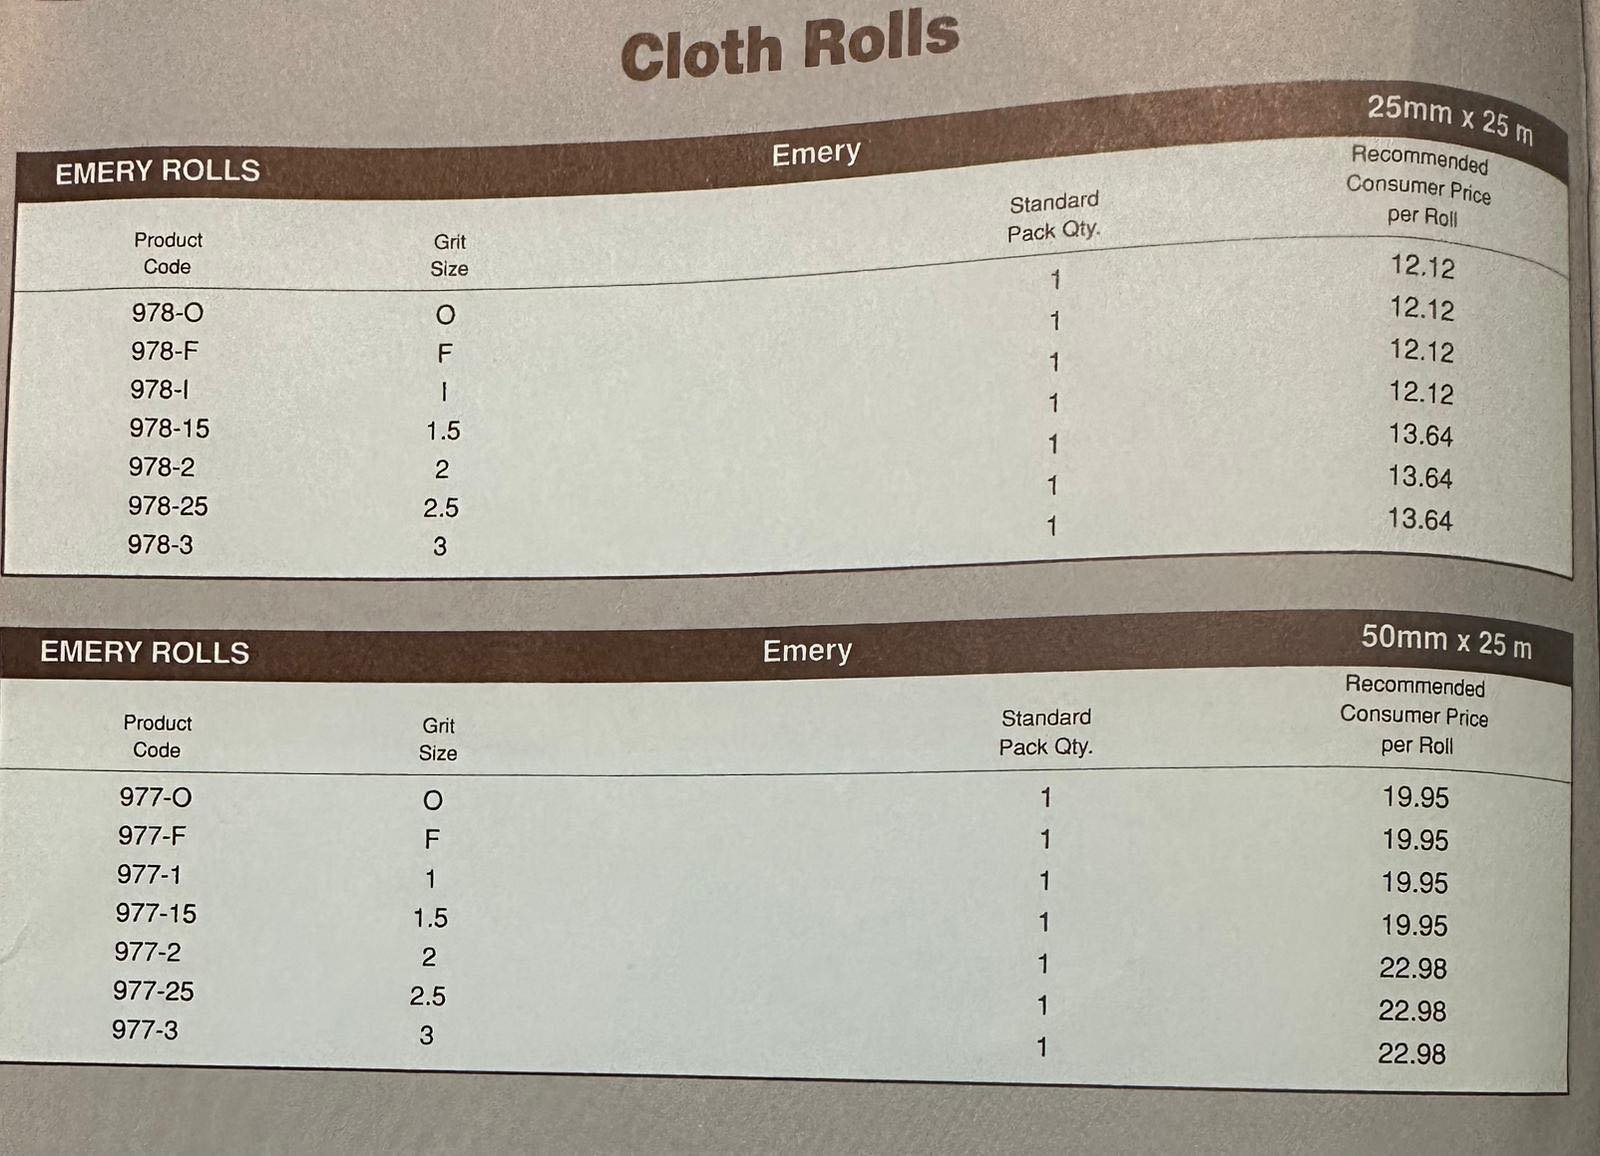 Cloth Rolls
EMERY ROLLS Emery 25mm x 25 m
Product Code Grit Size Standard Pack Qty. Recommended Consumer Price per Roll
978-O O 1 12.12
978-F F 1 12.12
978-I I 1 12.12
978-15 1.5 1 12.12
978-2 2 1 13.64
978-25 2.5 1 13.64
978-3 3 1 13.64
EMERY ROLLS Emery 50mm x 25 m
Product Code Grit Size Standard Pack Qty. Recommended Consumer Price per Roll
977-O O 1 19.95
977-F F 1 19.95
977-1 1 1 19.95
977-15 1.5 1 19.95
977-2 2 1 22.98
977-25 2.5 1 22.98
977-3 3 1 22.98